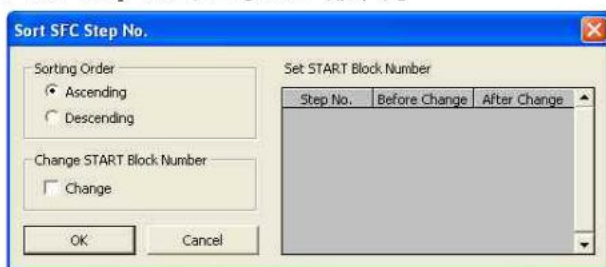 Sort SFC Step No.
Sorting Order
Ascending
Descending
Change START Block Number
Change
OK
Cancel
Set START Block Number
Step No.
Before Change
After Change